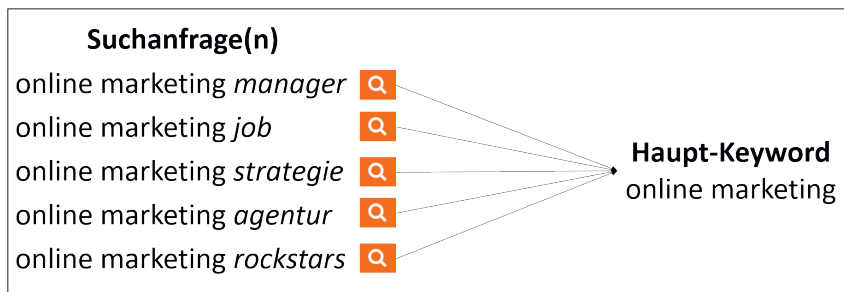 Suchanfrage(n)
online marketing manager
online marketing job
online marketing strategie
online marketing agentur
online marketing rockstars
Haupt-Keyword
online marketing